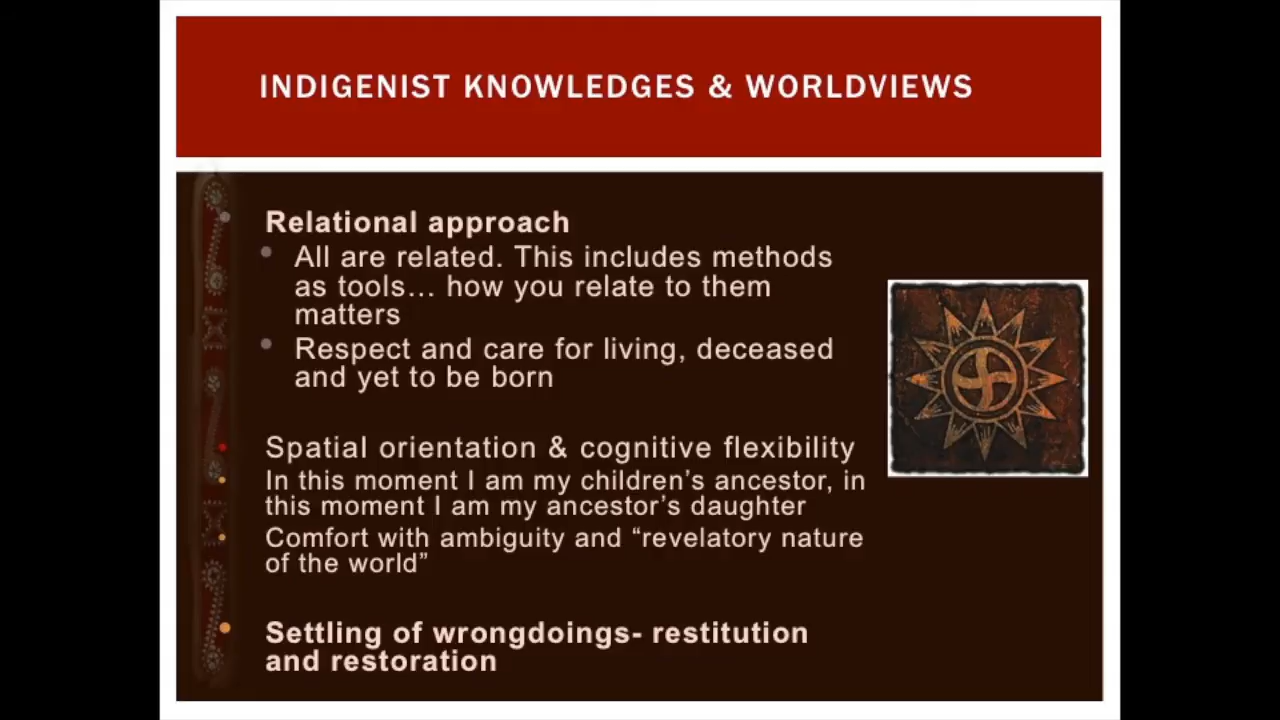 INDIGENIST KNOWLEDGES & WORLDVIEWS
Relational approach
All are related. This includes methods
as tools... how you relate to them
matters
Respect and care for living, deceased
and yet to be born
Spatial orientation & cognitive flexibility
In this moment I am my children’s ancestor, in
this moment I am my ancestor’s daughter
Comfort with ambiguity and “revelatory nature
of the world”
Settling of wrongdoings- restitution
and restoration